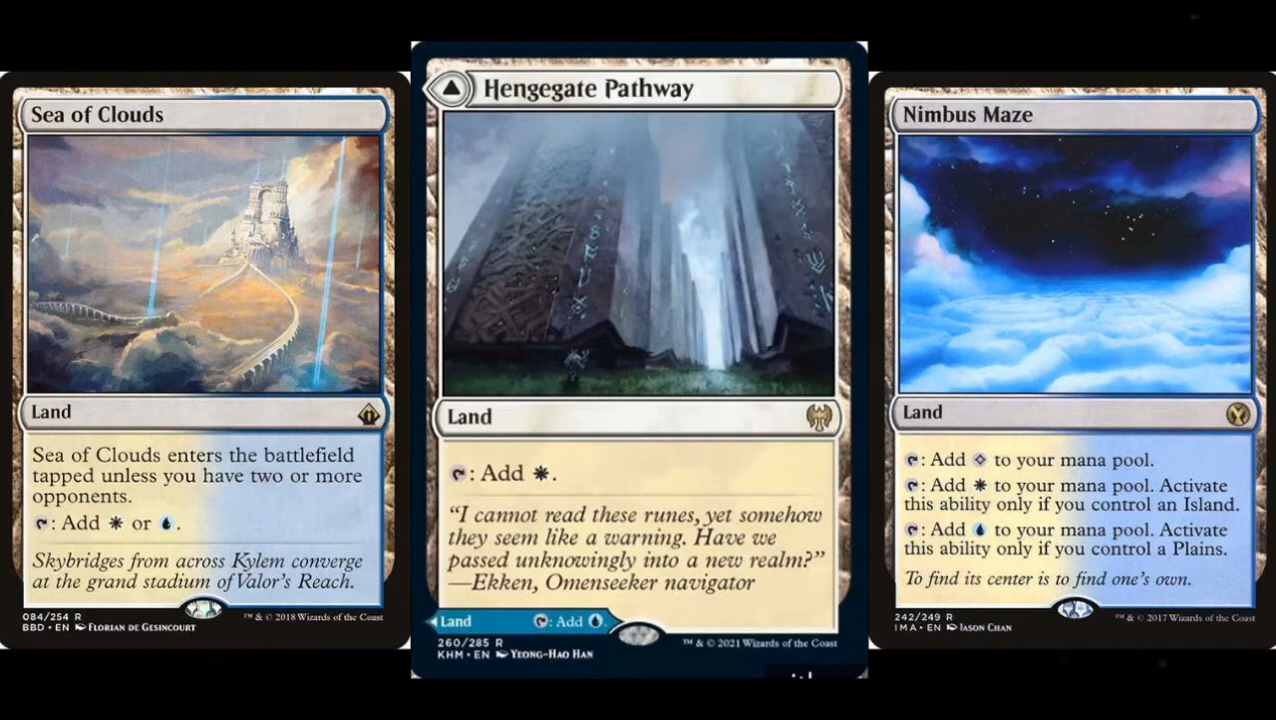 Sea of Clouds
Land
Sea of Clouds enters the battlefield
tapped unless you have two or more
opponents.
: Add or .
Skybridges from across Kylem converge
at the grand stadium of Valor's Reach.
084/254 R
BBD • EN Florian de Gesincourt
™ & © 2018 Wizards of the Coast
Hengegate Pathway
Land
: Add .
"I cannot read these runes, yet somehow
they seem like a warning. Have we
passed unknowingly into a new realm?"
—Ekken, Omenseeker navigator
Land : Add .
260/285 R
KHM • EN Yeong-Hao Han
™ & © 2021 Wizards of the Coast
Nimbus Maze
Land
: Add to your mana pool.
: Add to your mana pool. Activate
this ability only if you control an Island.
: Add to your mana pool. Activate
this ability only if you control a Plains.
To find its center is to find one's own.
242/249 R
IMA • EN Jason Chan
™ & © 2017 Wizards of the Coast